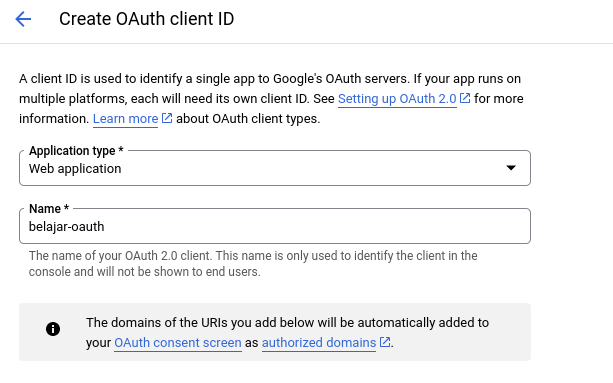 Create OAuth client ID
A client ID is used to identify a single app to Google's OAuth servers. If your app runs on
multiple platforms, each will need its own client ID. See Setting up OAuth 2.0 for more
information. Learn more about OAuth client types.
Application type *
Web application
Name *
belajar-oauth
The name of your OAuth 2.0 client. This name is only used to identify the client in the
console and will not be shown to end users.
The domains of the URIs you add below will be automatically added to
your OAuth consent screen as authorized domains.